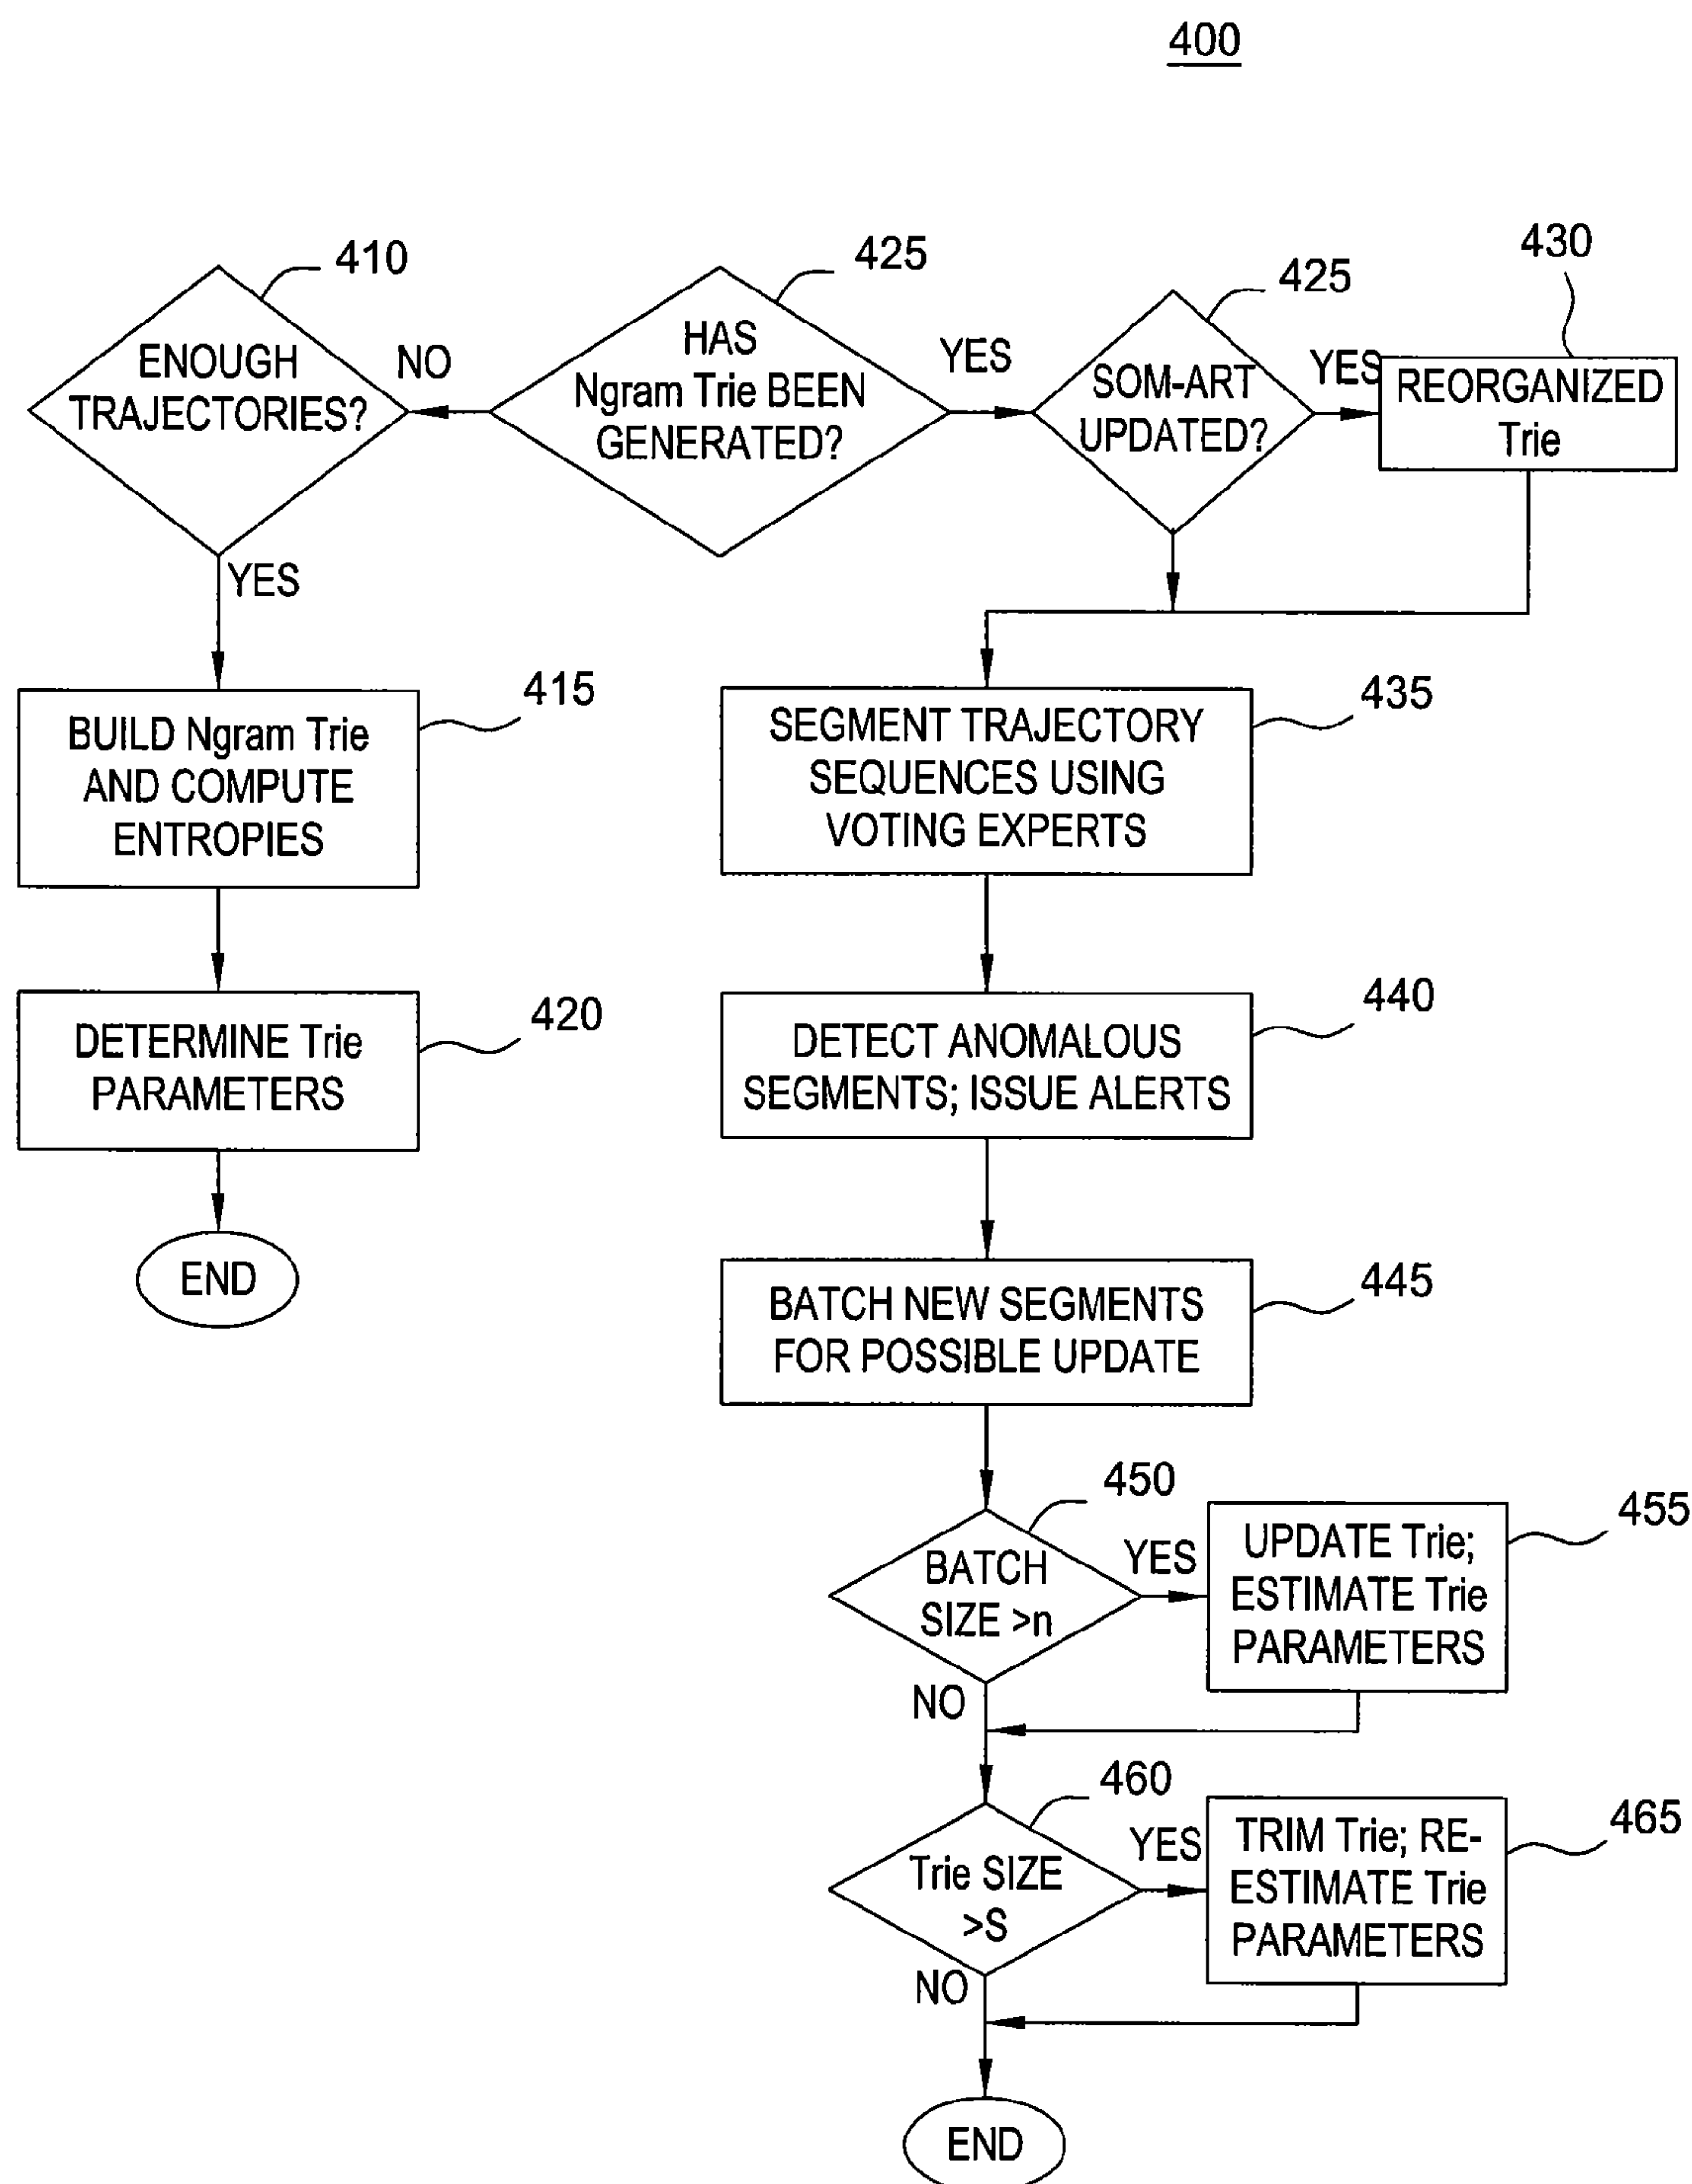 400
410
ENOUGH
TRAJECTORIES?
NO
YES
425
HAS
Ngram Trie BEEN
GENERATED?
YES
425
SOM-ART
UPDATED?
YES
430
REORGANIZED
Trie
415
BUILD Ngram Trie
AND COMPUTE
ENTROPIES
420
DETERMINE Trie
PARAMETERS
END
435
SEGMENT TRAJECTORY
SEQUENCES USING
VOTING EXPERTS
440
DETECT ANOMALOUS
SEGMENTS; ISSUE ALERTS
445
BATCH NEW SEGMENTS
FOR POSSIBLE UPDATE
450
BATCH
SIZE >n
YES
NO
455
UPDATE Trie;
ESTIMATE Trie
PARAMETERS
460
Trie SIZE
>S
YES
NO
465
TRIM Trie; RE-
ESTIMATE Trie
PARAMETERS
END